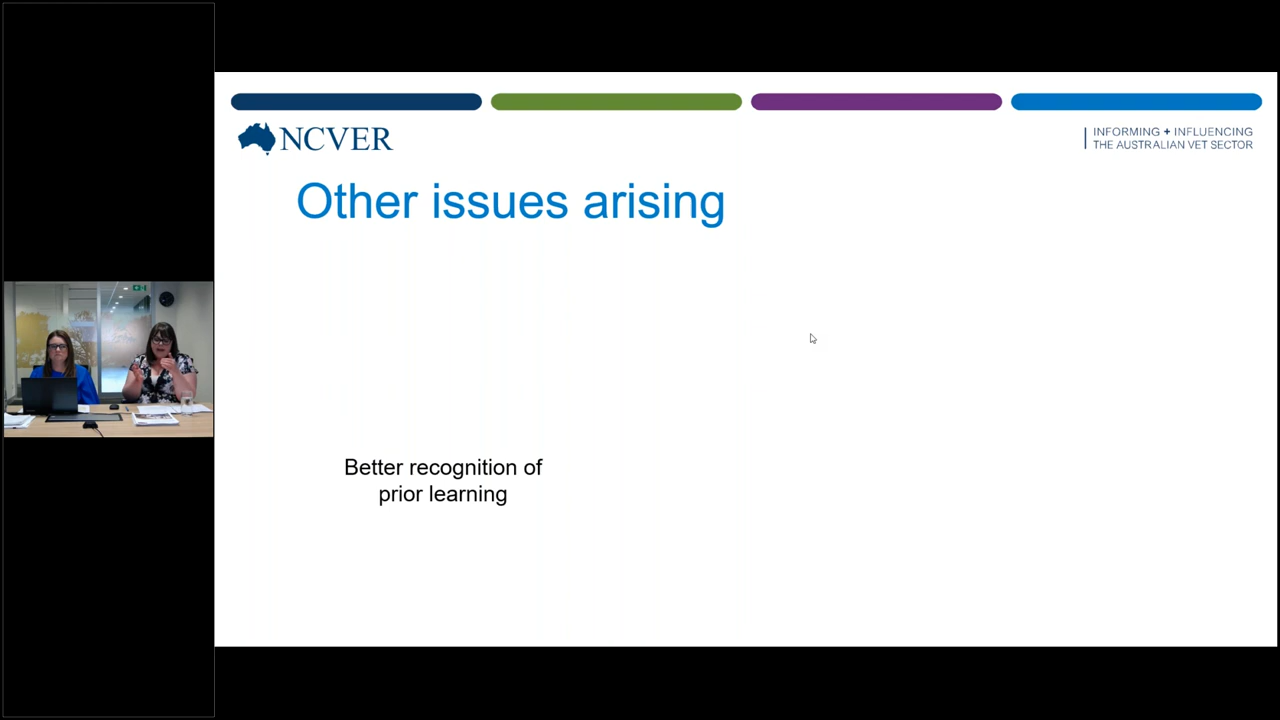 NCVER
INFORMING + INFLUENCING
THE AUSTRALIAN VET SECTOR
Other issues arising
Better recognition of
prior learning